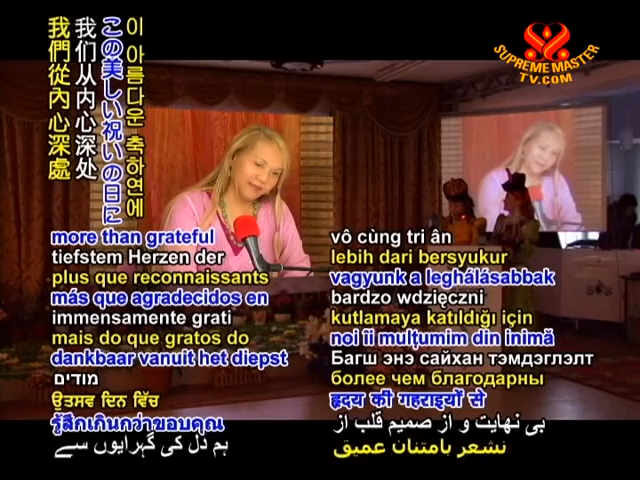 SUPREME MASTER
TV.COM
이 아름다운 축하연에
この美しい祝いの日に
我们从内心深处
我們從內心深處
more than grateful
tiefstem Herzen der
plus que reconnaissants
más que agradecidos en
immensamente grati
mais do que gratos do
dankbaar vanuit het diepst
מודים
ਉਤਸਵ ਦਿਨ ਵਿੱਚ
รู้สึกเกินกว่าขอบคุณ
ہم دل کی گہرایوں سے
vô cùng tri ân
lebih dari bersyukur
vagyunk a leghálásabbak
bardzo wdzięczni
kutlamaya katıldığı için
noi îi mulţumim din inimă
Багш энэ сайхан тэмдэглэлт
более чем благодарны
हृदय की गहराइयों से
بی نهایت و از صمیم قلب از
نشعر بامتنان عميق